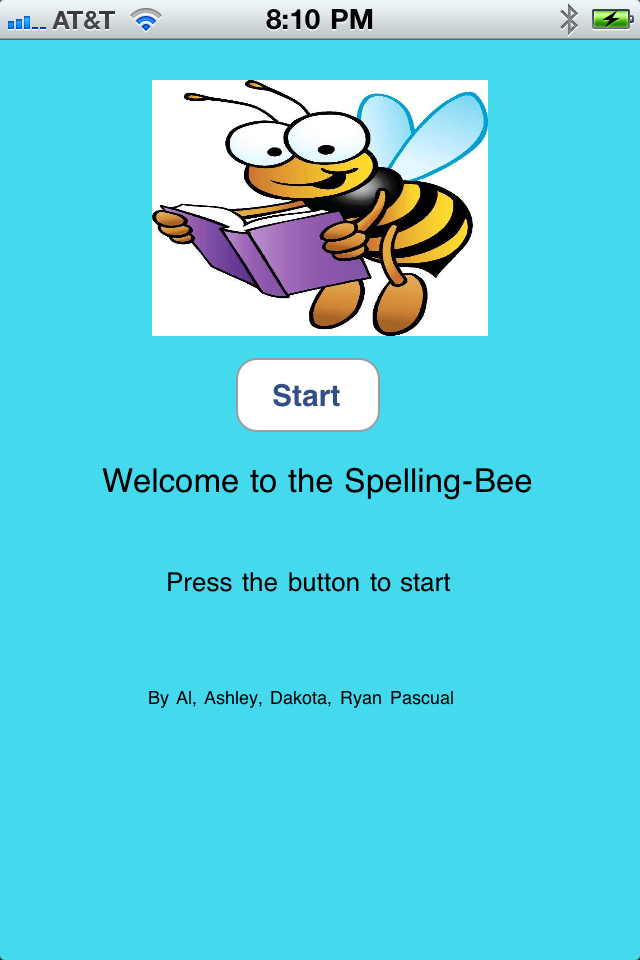 AT&T 8:10 PM
Start
Welcome to the Spelling-Bee
Press the button to start
By Al, Ashley, Dakota, Ryan Pascual